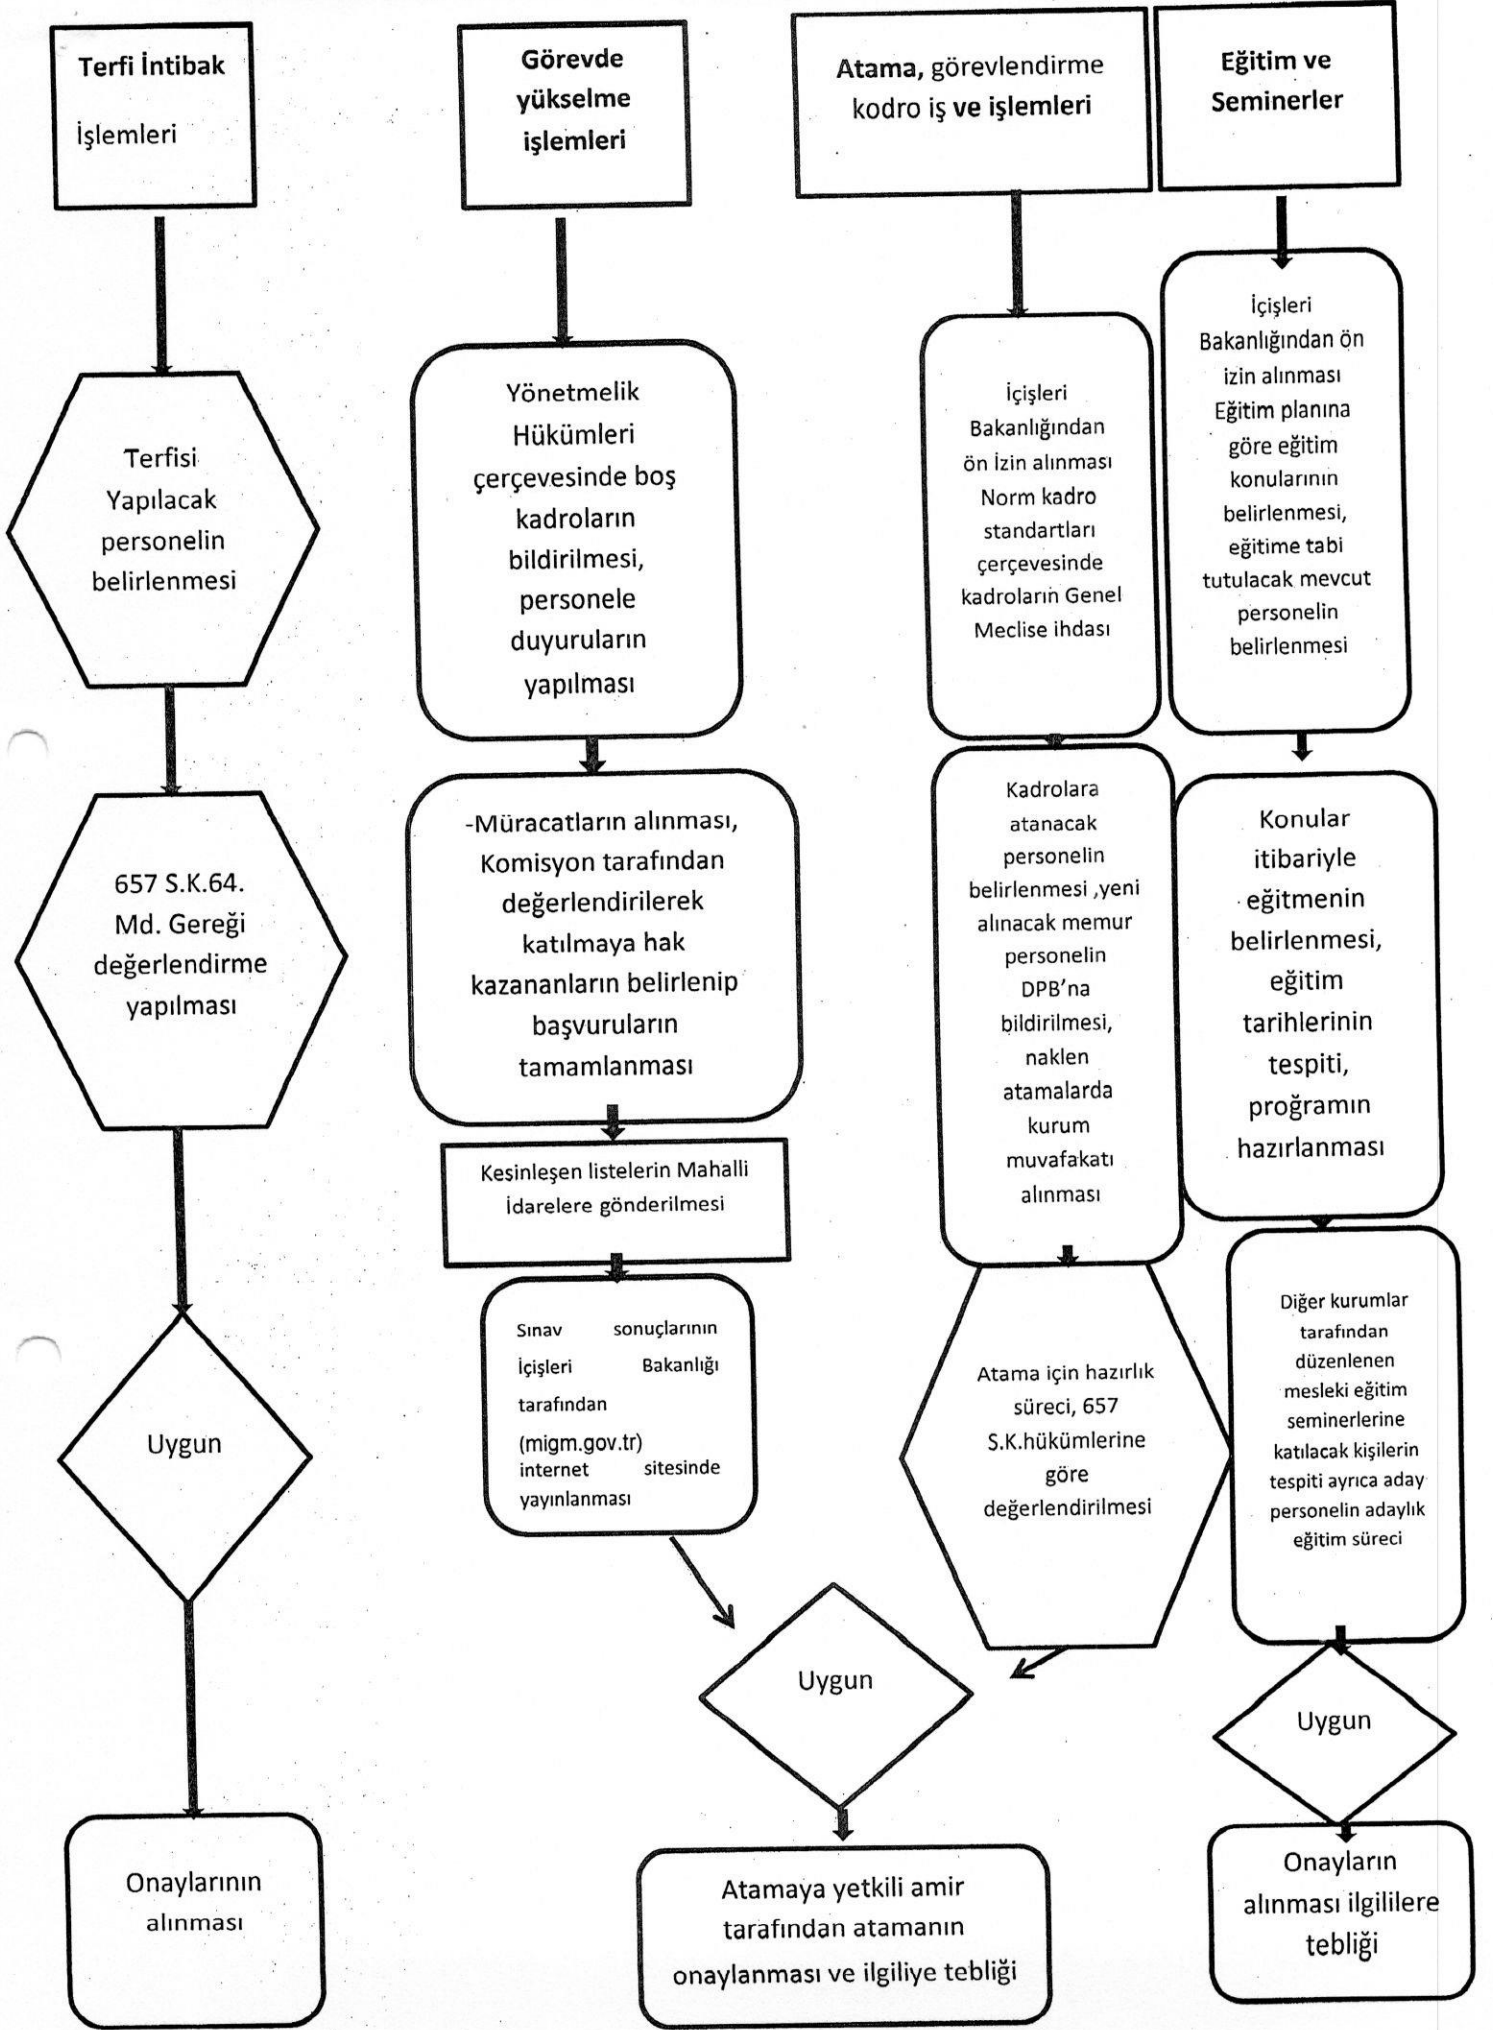 Terfi İntibak
İşlemleri
Terfisi
Yapılacak
personelin
belirlenmesi
657 S.K.64.
Md. Gereği
değerlendirme
yapılması
Uygun
Onaylarının
alınması
Görevde
yükselme
işlemleri
Yönetmelik
Hükümleri
çerçevesinde boş
kadroların
bildirilmesi,
personele
duyuruların
yapılması
-Müracatların alınması,
Komisyon tarafından
değerlendirilerek
katılmaya hak
kazananların belirlenip
başvuruların
tamamlanması
Kesinleşen listelerin Mahalli
İdarelere gönderilmesi
Sınav sonuçlarının
İçişleri Bakanlığı
tarafından
(migm.gov.tr)
internet sitesinde
yayınlanması
Atama, görevlendirme
kodro iş ve işlemleri
İçişleri
Bakanlığından
ön İzin alınması
Norm kadro
standartları
çerçevesinde
kadroların Genel
Meclise ihdası
Kadrolara
atanacak
personelin
belirlenmesi ,yeni
alınacak memur
personelin
DPB'na
bildirilmesi,
naklen
atamalarda
kurum
muvafakatı
alınması
Atama için hazırlık
süreci, 657
S.K.hükümlerine
göre
değerlendirilmesi
Uygun
Atamaya yetkili amir
tarafından atamanın
onaylanması ve ilgiliye tebliği
Eğitim ve
Seminerler
İçişleri
Bakanlığından ön
izin alınması
Eğitim planına
göre eğitim
konularının
belirlenmesi,
eğitime tabi
tutulacak mevcut
personelin
belirlenmesi
Konular
itibariyle
eğitmenin
belirlenmesi,
eğitim
tarihlerinin
tespiti,
proğramın
hazırlanması
Diğer kurumlar
tarafından
düzenlenen
mesleki eğitim
seminerlerine
katılacak kişilerin
tespiti ayrıca aday
personelin adaylık
eğitim süreci
Uygun
Onayların
alınması ilgililere
tebliği